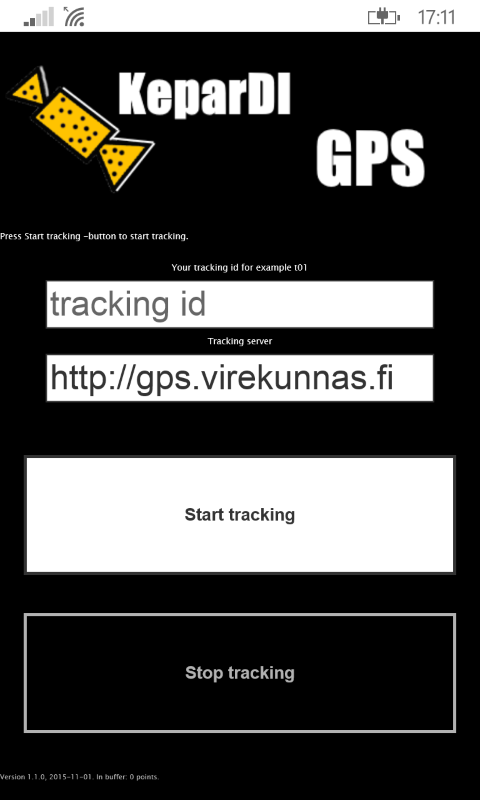 17:11
KeparDI
GPS
Press Start tracking -button to start tracking.
Your tracking id for example t01
tracking id
Tracking server
http://gps.virekunnas.fi
Start tracking
Stop tracking
Version 1.1.0, 2015-11-01. In buffer: 0 points.